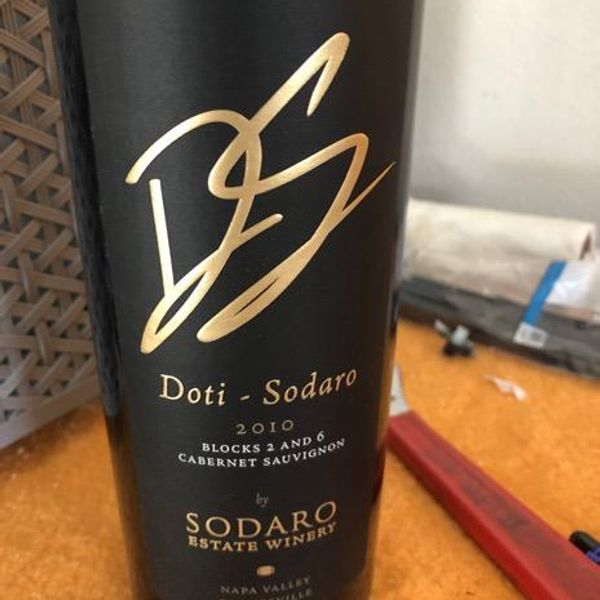 DS
Doti - Sodaro
2010
BLOCKS 2 AND 6
CABERNET SAUVIGNON
by
SODARO
ESTATE WINERY
NAPA VALLEY